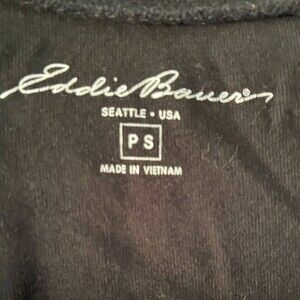 Eddie Bauer
SEATTLE • USA
PS
MADE IN VIETNAM